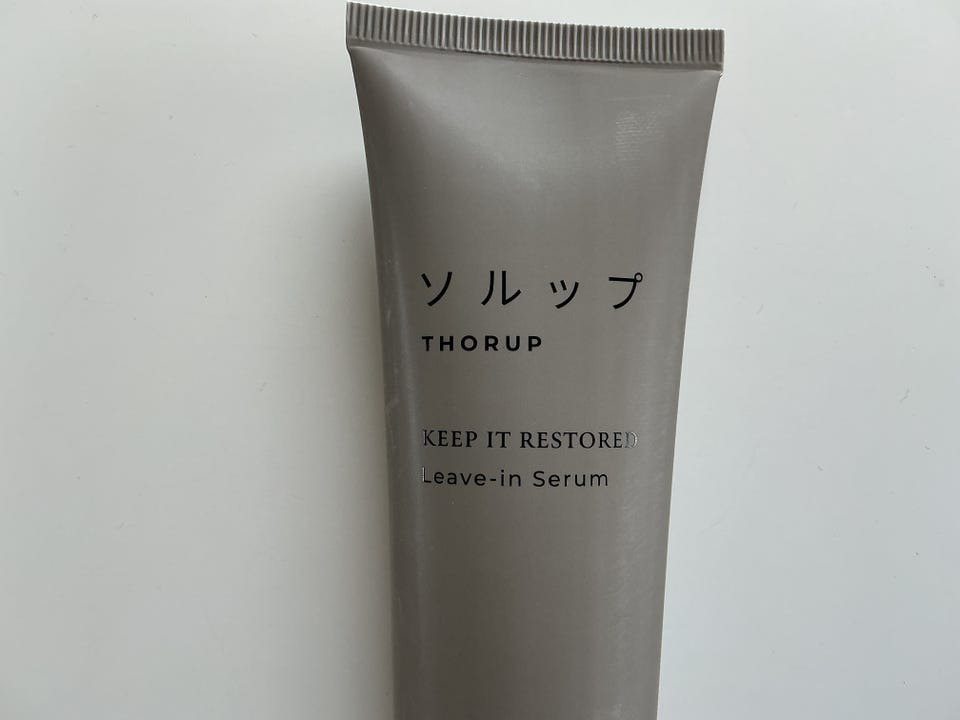 ソルップ
THORUP
KEEP IT RESTORED
Leave-in Serum